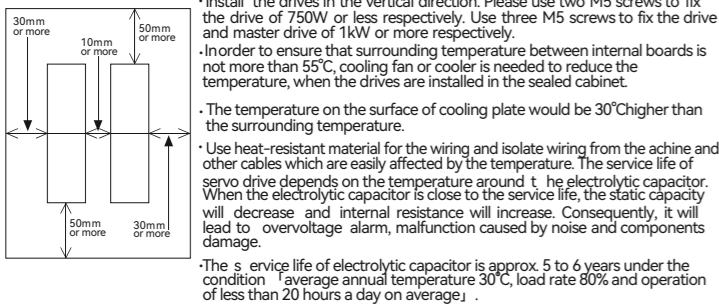 30mm
or more
10mm
or more
50mm
or more
50mm
or more
30mm
or more
·Install the drives in the vertical direction. Please use two M5 screws to fix
the drive of 750W or less respectively. Use three M5 screws to fix the drive
and master drive of 1kW or more respectively.
·Inorder to ensure that surrounding temperature between internal boards is
not more than 55°C, cooling fan or cooler is needed to reduce the
temperature, when the drives are installed in the sealed cabinet.
·The temperature on the surface of cooling plate would be 30°Chigher than
the surrounding temperature.
·Use heat-resistant material for the wiring and isolate wiring from the achine and
other cables which are easily affected by the temperature. The service life of
servo drive depends on the temperature around t he electrolytic capacitor.
When the electrolytic capacitor is close to the service life, the static capacity
will decrease and internal resistance will increase. Consequently, it will
lead to overvoltage alarm, malfunction caused by noise and components
damage.
·The s ervice life of electrolytic capacitor is approx. 5 to 6 years under the
condition 「average annual temperature 30°C, load rate 80% and operation
of less than 20 hours a day on average」.